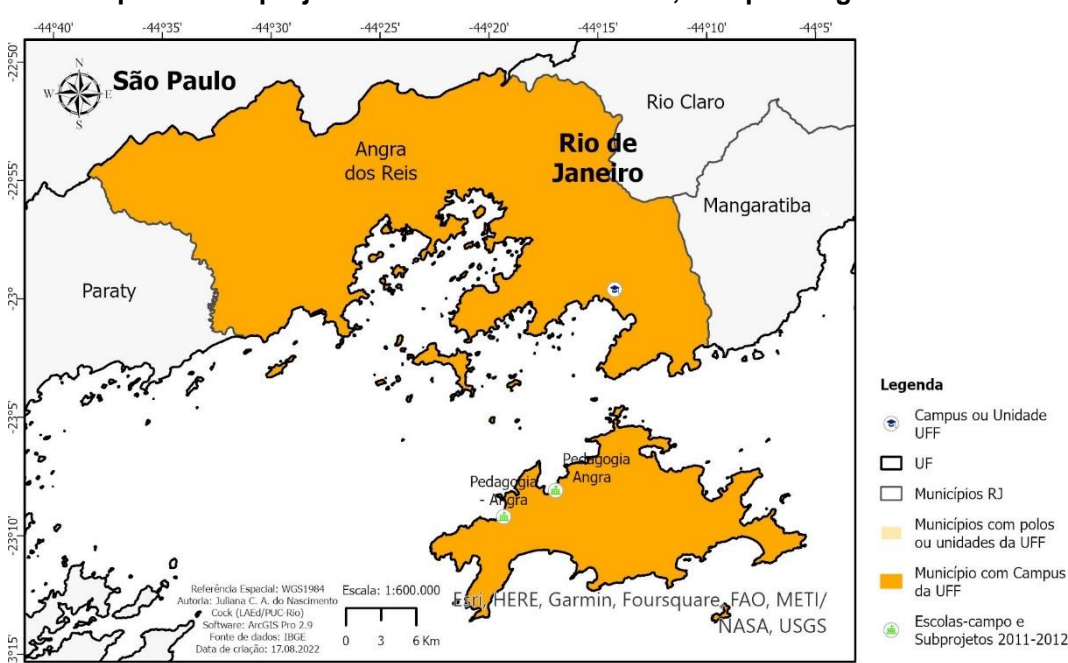 -44°40' -44°35' -44°30' -44°25' -44°20' -44°15' -44°10' -44°5'
-22°50'
-22°55'
-23°
-23°5'
-23°10'
-23°15'
N
W E
S
São Paulo
Rio Claro
Angra
dos Reis
Rio de
Janeiro
Mangaratiba
Paraty
Pedagogia
Angra
Pedagogia
- Angra
Referência Espacial: WGS1984
Autoria: Juliana C. A. do Nascimento
Cock (LAEd/PUC-Rio)
Software: ArcGIS Pro 2.9
Fonte de dados: IBGE
Data de criação: 17.08.2022
Escala: 1:600.000
0 3 6 Km
Esri, HERE, Garmin, Foursquare, FAO, METI/
NASA, USGS
Legenda
Campus ou Unidade
UFF
UF
Municípios RJ
Municípios com polos
ou unidades da UFF
Município com Campus
da UFF
Escolas-campo e
Subprojetos 2011-2012